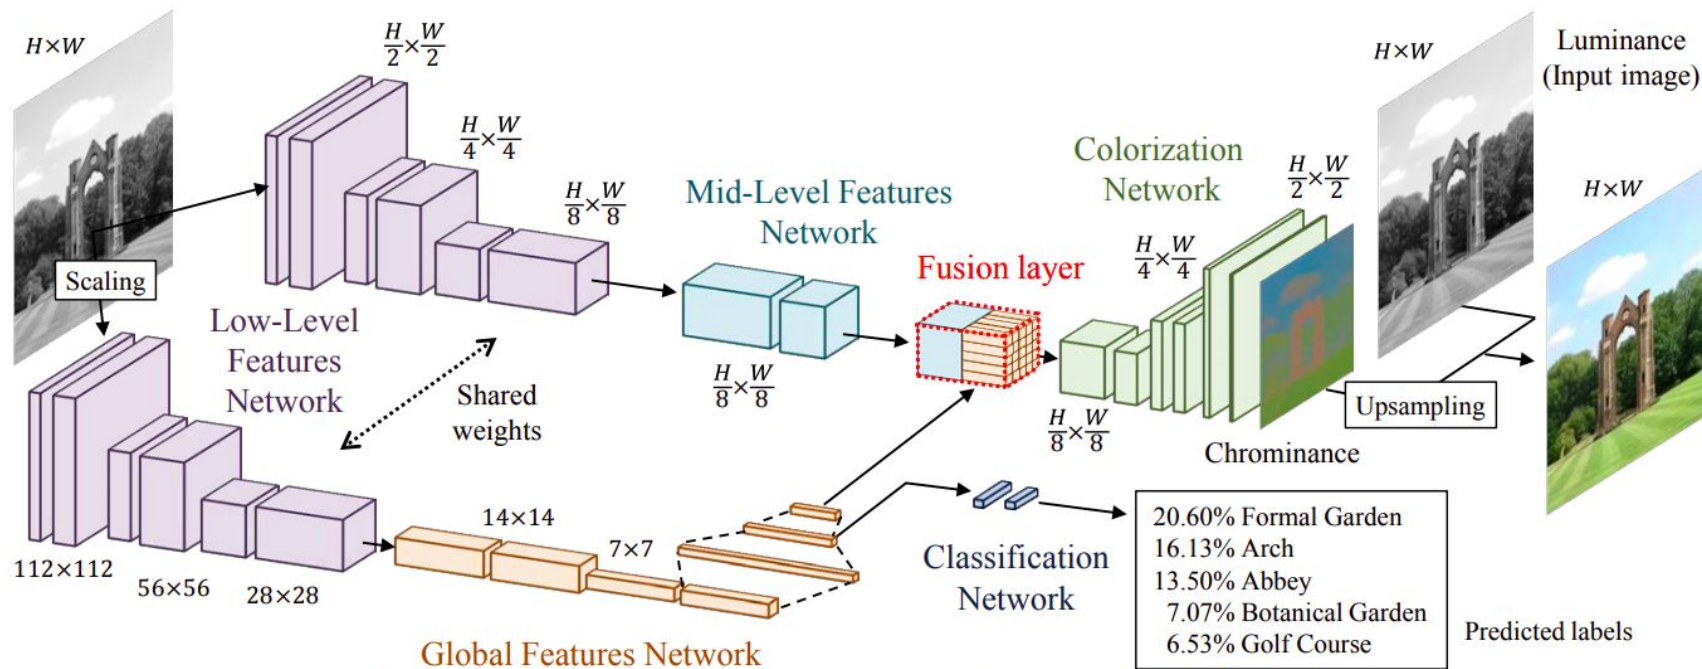 H×W
H/2×W/2
H/4×W/4
H/8×W/8
Scaling
Low-Level
Features
Network
Shared
weights
112×112
56×56
28×28
14×14
7×7
Global Features Network
Mid-Level Features
Network
H/8×W/8
Fusion layer
Colorization
Network
H/8×W/8
H/4×W/4
H/2×W/2
Chrominance
Classification
Network
20.60% Formal Garden
16.13% Arch
13.50% Abbey
7.07% Botanical Garden
6.53% Golf Course
Predicted labels
H×W
Luminance
(Input image)
Upsampling
H×W